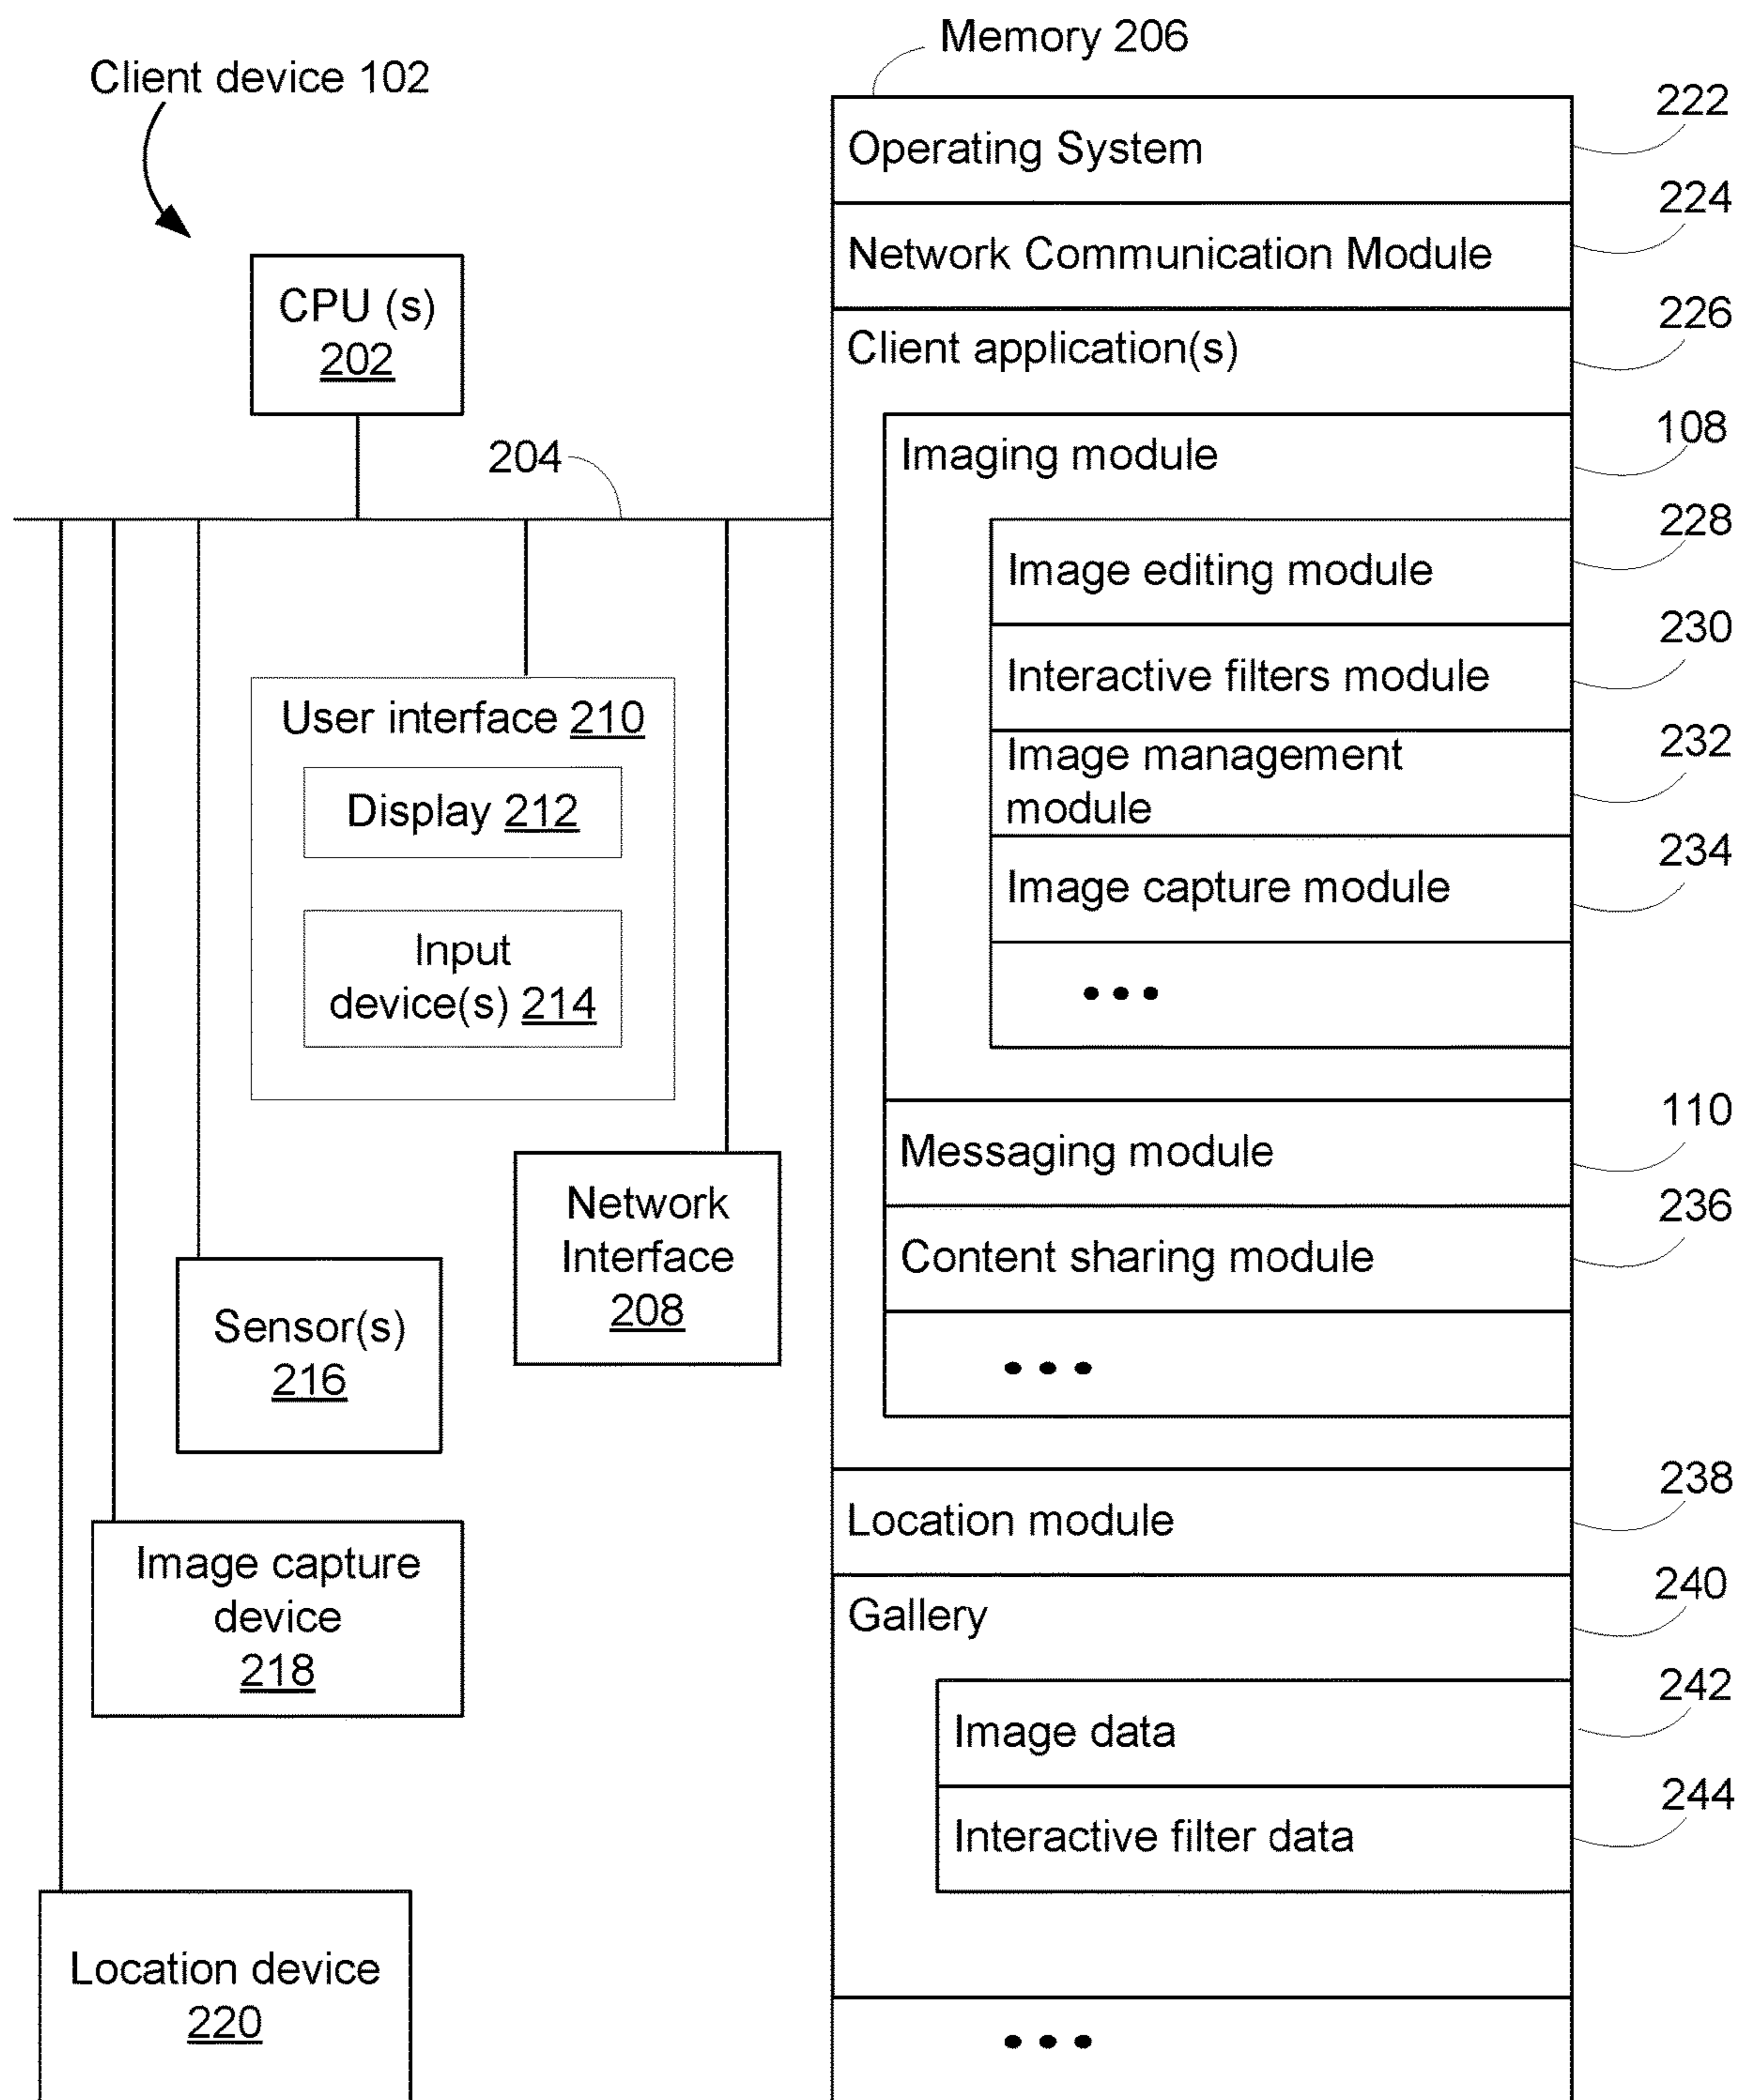 Client device 102
CPU (s)
202
204
User interface 210
Display 212
Input
device(s) 214
Network
Interface
208
Sensor(s)
216
Image capture
device
218
Location device
220
Memory 206
Operating System
222
Network Communication Module
224
Client application(s)
226
Imaging module
108
Image editing module
228
Interactive filters module
230
Image management
module
232
Image capture module
234
•••
Messaging module
110
Content sharing module
236
•••
Location module
238
Gallery
240
Image data
242
Interactive filter data
244
•••